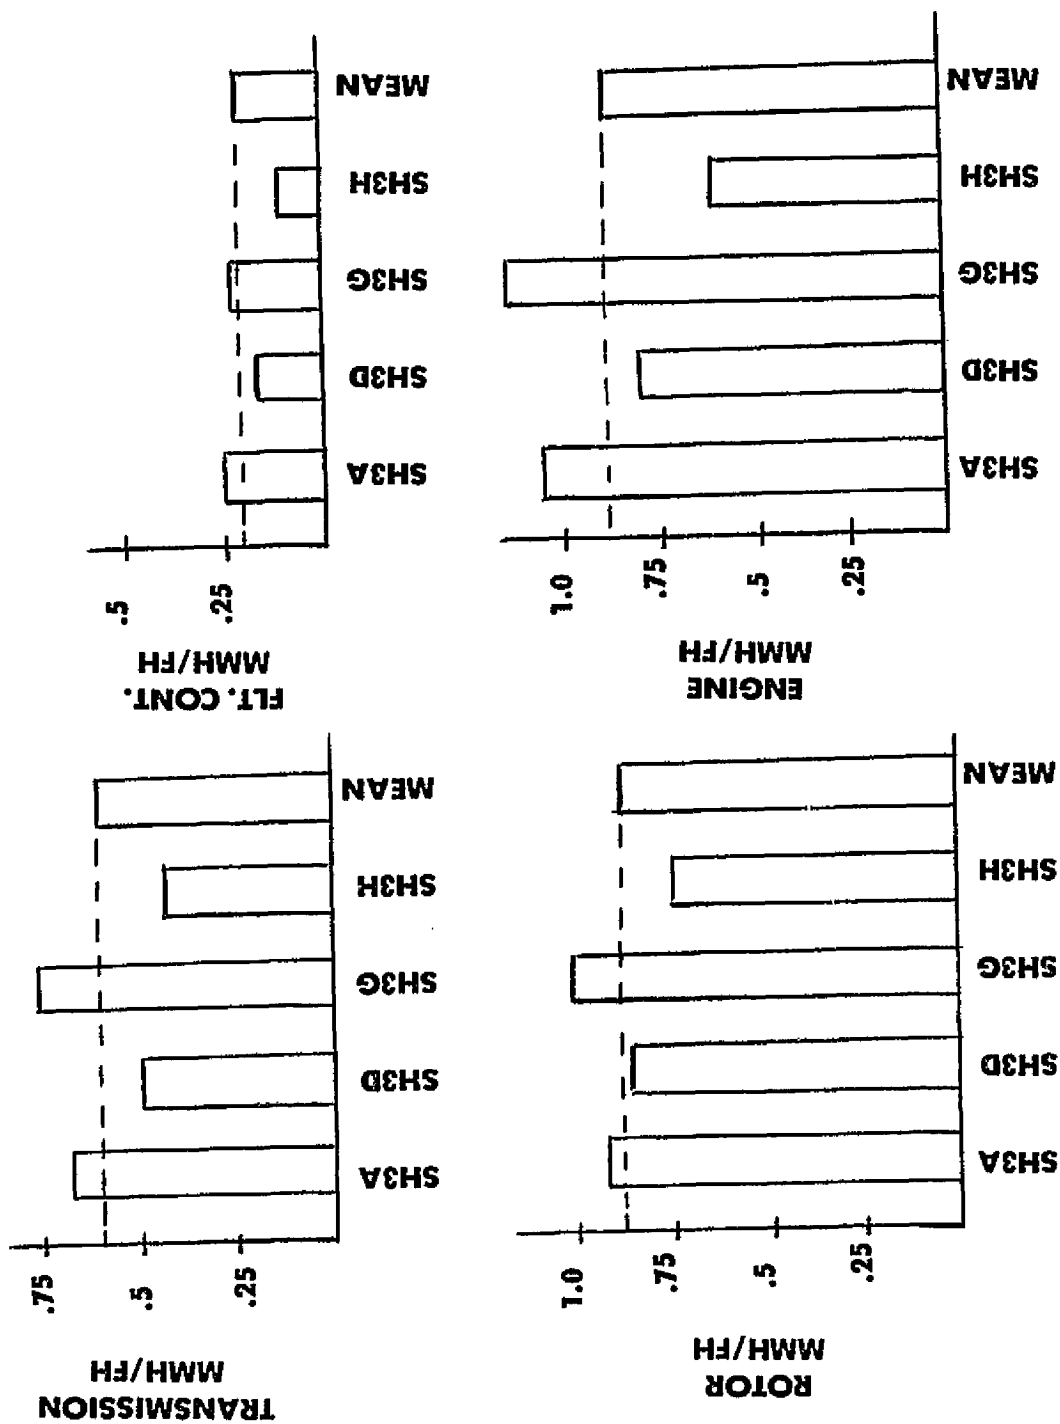 TRANSMISSION
MMH/FH
.75
.5
.25
SH3A
SH3D
SH3G
SH3H
MEAN
ROTOR
MMH/FH
1.0
.75
.5
.25
SH3A
SH3D
SH3G
SH3H
MEAN
FLT. CONT.
MMH/FH
.5
.25
SH3A
SH3D
SH3G
SH3H
MEAN
ENGINE
MMH/FH
1.0
.75
.5
.25
SH3A
SH3D
SH3G
SH3H
MEAN